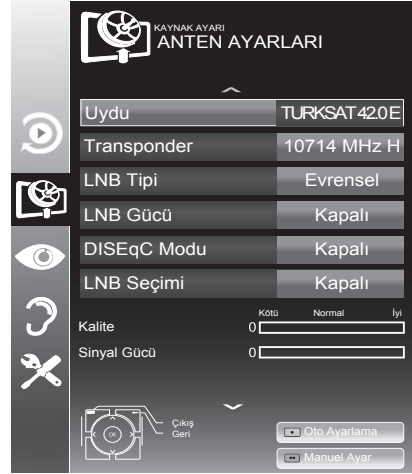 KAYNAK AYARI
ANTEN AYARLARI
Uydu TURKSAT 42.0 E
Transponder 10714 MHz H
LNB Tipi Evrensel
LNB Gücü Kapalı
DISEqC Modu Kapalı
LNB Seçimi Kapalı
Kötü Normal İyi
Kalite 0
Sinyal Gücü 0
OK
Çıkış
Geri
Oto Ayarlama
Manuel Ayar